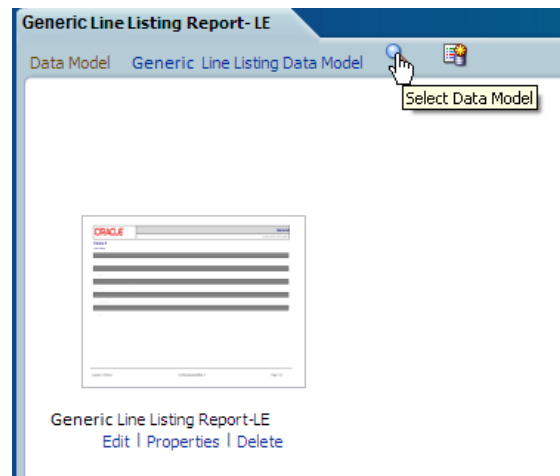 Generic Line Listing Report- LE
Data Model Generic Line Listing Data Model
Select Data Model
ORACLE
Generic Line Listing Report-LE
Edit | Properties | Delete